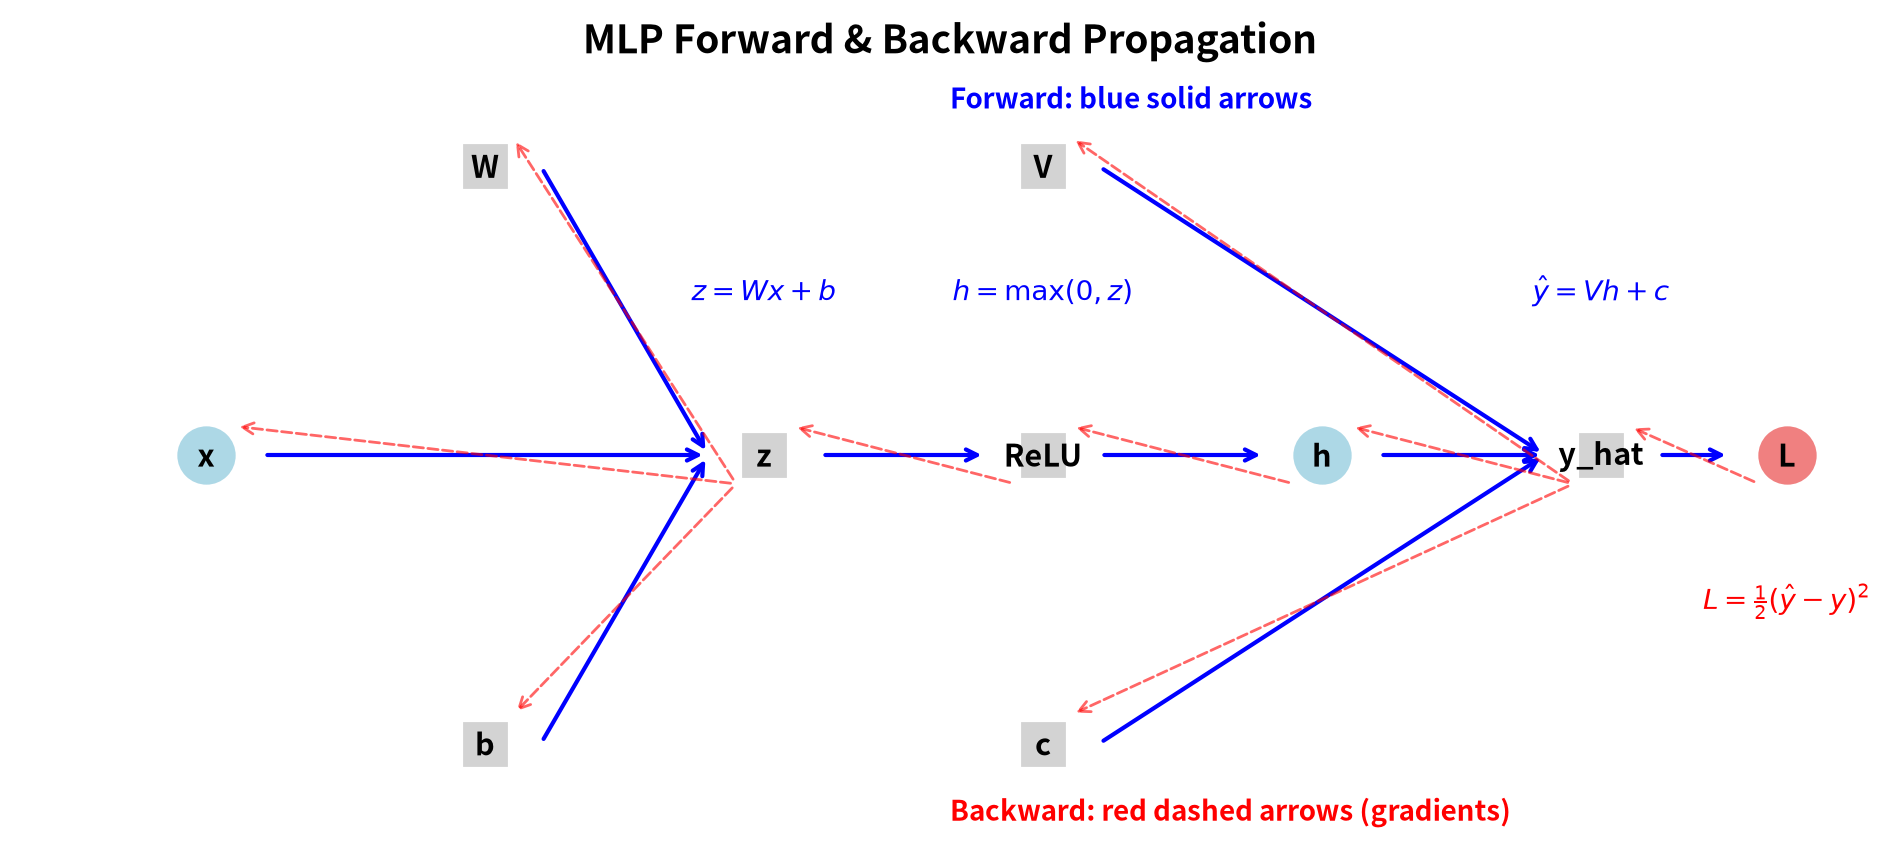 MLP Forward & Backward Propagation
Forward: blue solid arrows
W
V
z = Wx + b
h = max(0, z)
ŷ = Vh + c
x
z
ReLU
h
y_hat
L
L = ½(ŷ − y)²
b
c
Backward: red dashed arrows (gradients)